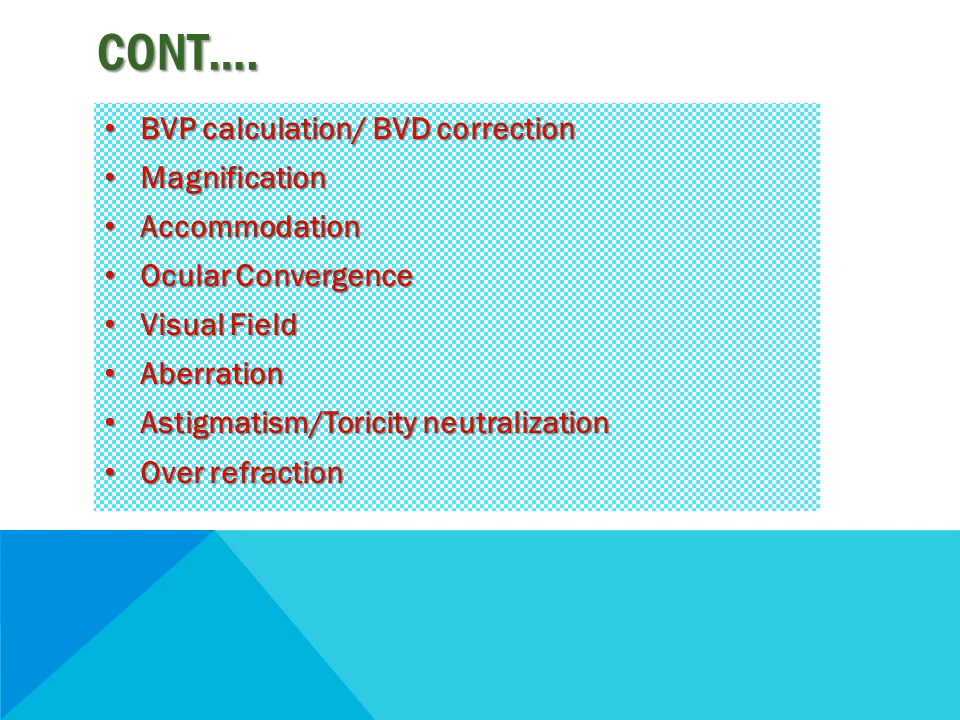 CONT....
• BVP calculation/ BVD correction
• Magnification
• Accommodation
• Ocular Convergence
• Visual Field
• Aberration
• Astigmatism/Toricity neutralization
• Over refraction